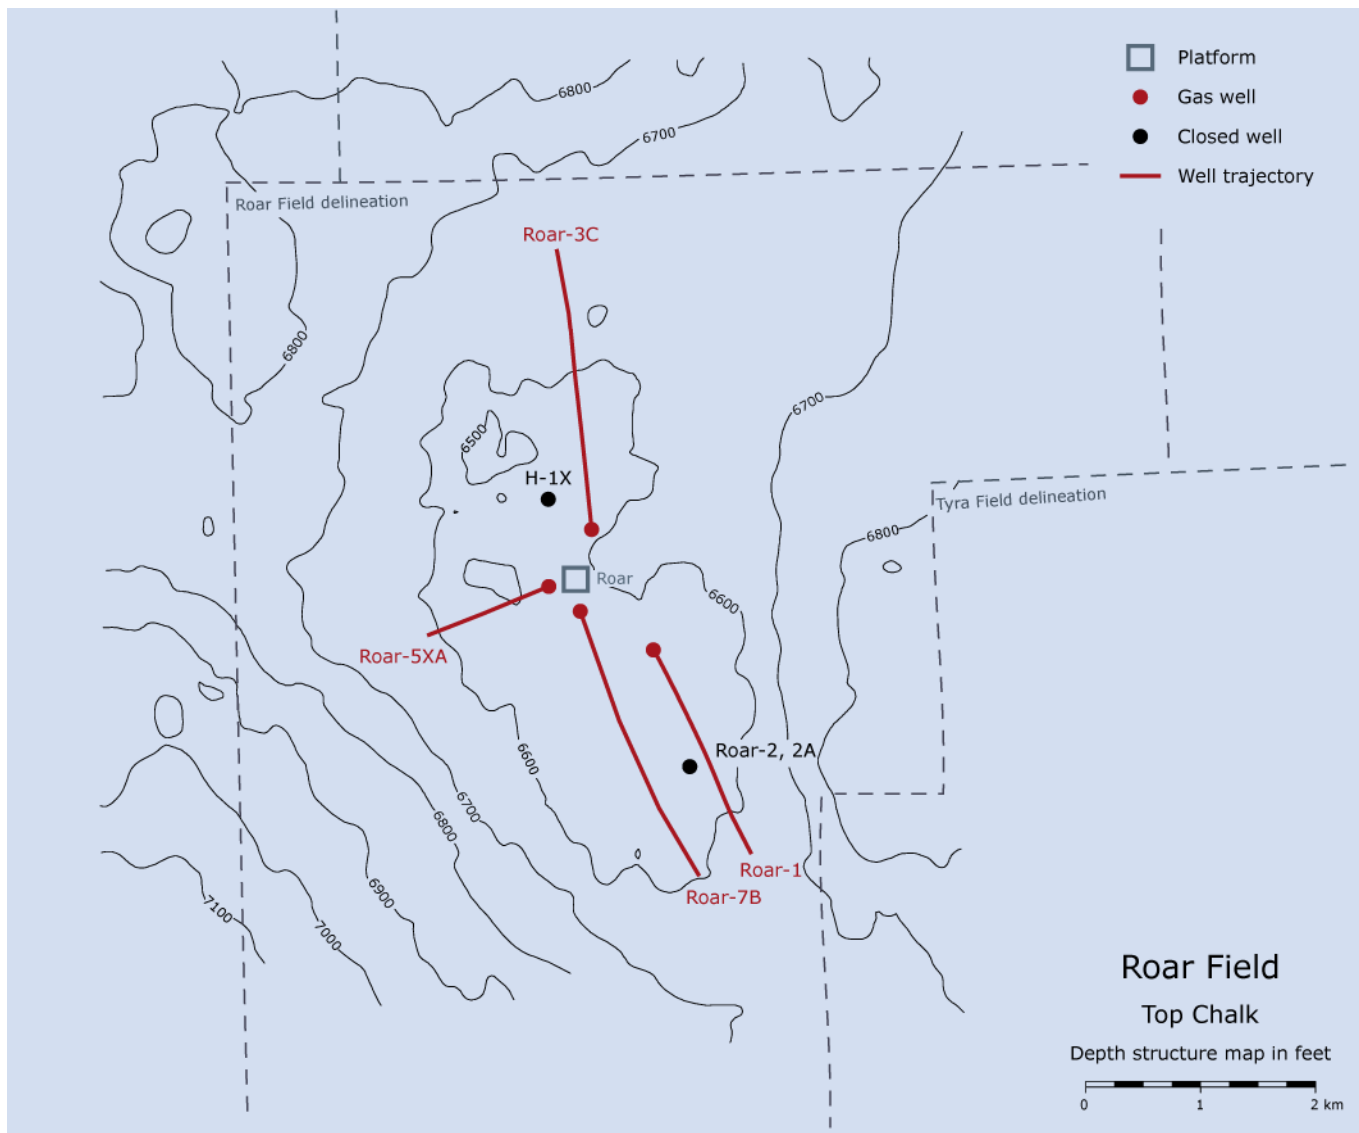 Platform
Gas well
Closed well
Well trajectory
6800
6700
Roar Field delineation
Roar-3C
6800
6700
6500
H-1X
Tyra Field delineation
6800
Roar
6600
Roar-5XA
Roar-2, 2A
6600
6700
6800
Roar-1
Roar-7B
6900
7100
7000
Roar Field
Top Chalk
Depth structure map in feet
0 1 2 km